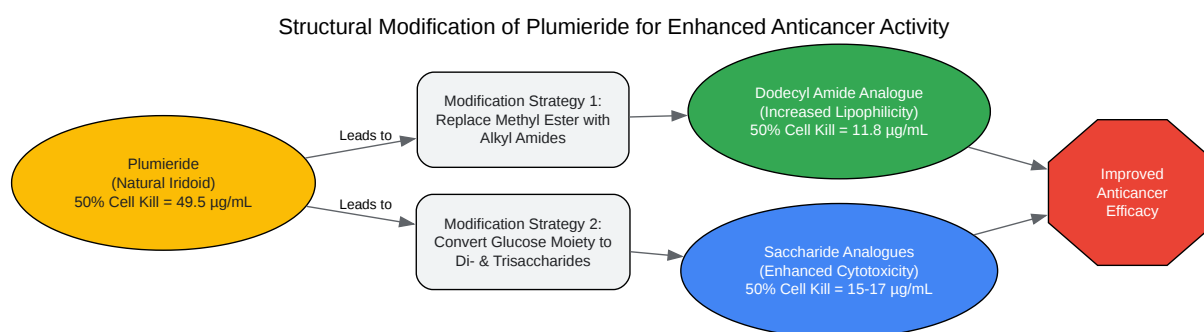 Structural Modification of Plumieride for Enhanced Anticancer Activity
Plumieride
(Natural Iridoid)
50% Cell Kill = 49.5 µg/mL
Leads to
Leads to
Modification Strategy 1:
Replace Methyl Ester with
Alkyl Amides
Modification Strategy 2:
Convert Glucose Moiety to
Di- & Trisaccharides
Dodecyl Amide Analogue
(Increased Lipophilicity)
50% Cell Kill = 11.8 µg/mL
Saccharide Analogues
(Enhanced Cytotoxicity)
50% Cell Kill = 15-17 µg/mL
Improved
Anticancer
Efficacy